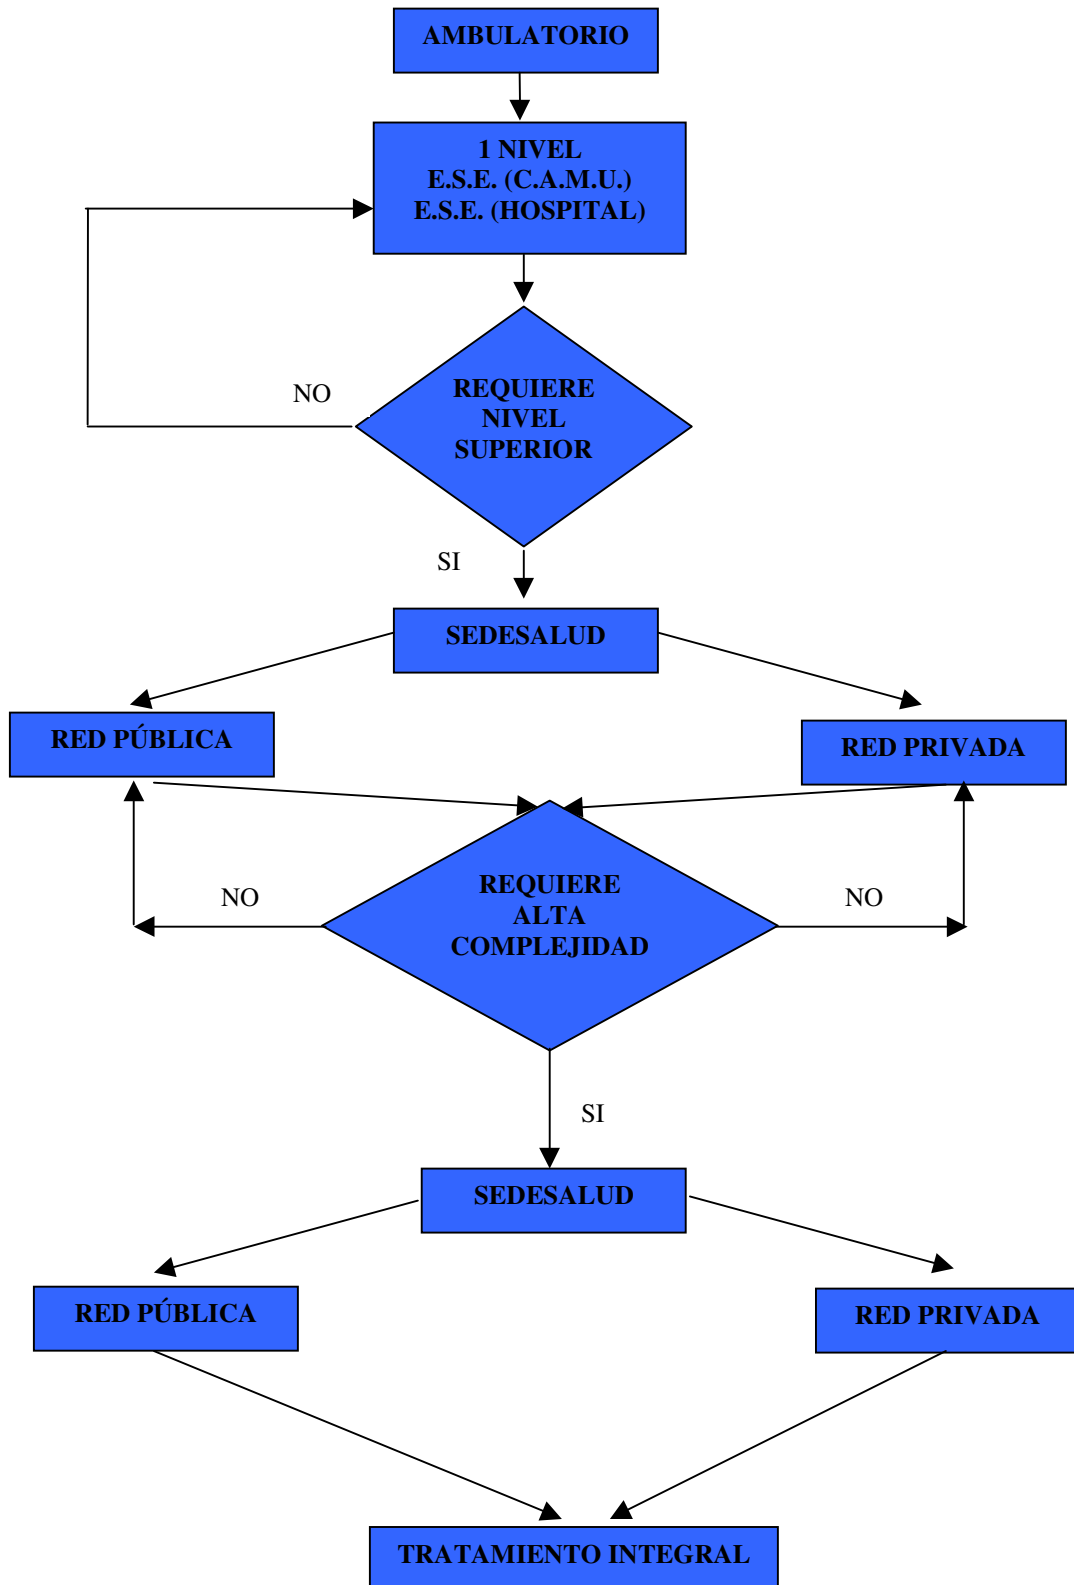 AMBULATORIO
1 NIVEL
E.S.E. (C.A.M.U.)
E.S.E. (HOSPITAL)
NO
REQUIERE
NIVEL
SUPERIOR
SI
SEDESALUD
RED PÚBLICA
RED PRIVADA
NO
REQUIERE
ALTA
COMPLEJIDAD
NO
SI
SEDESALUD
RED PÚBLICA
RED PRIVADA
TRATAMIENTO INTEGRAL